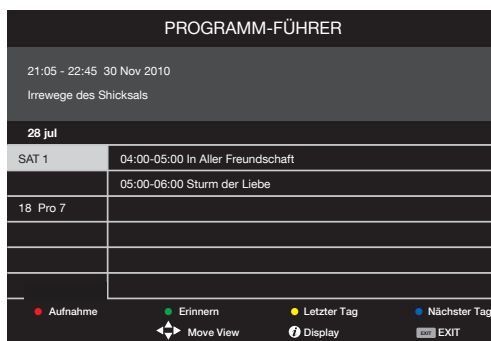 PROGRAMM-FÜHRER
21:05 - 22:45 30 Nov 2010
Irrewege des Shicksals
28 jul
SAT 1 04:00-05:00 In Aller Freundschaft
05:00-06:00 Sturm der Liebe
18 Pro 7
Aufnahme Erinnern Letzter Tag Nächster Tag
Move View i Display EXIT EXIT